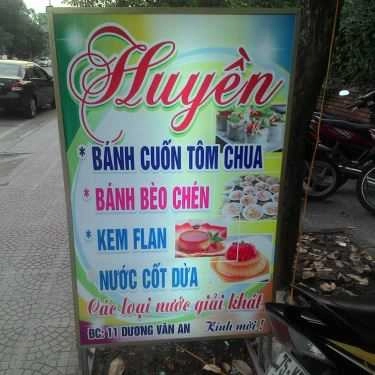 Huyền
* BÁNH CUỐN TÔM CHUA
* BÁNH BÈO CHÉN
* KEM FLAN
NƯỚC CỐT DỪA
Các loại nước giải khát
ĐC: 11 DƯƠNG VĂN AN Kính mời !